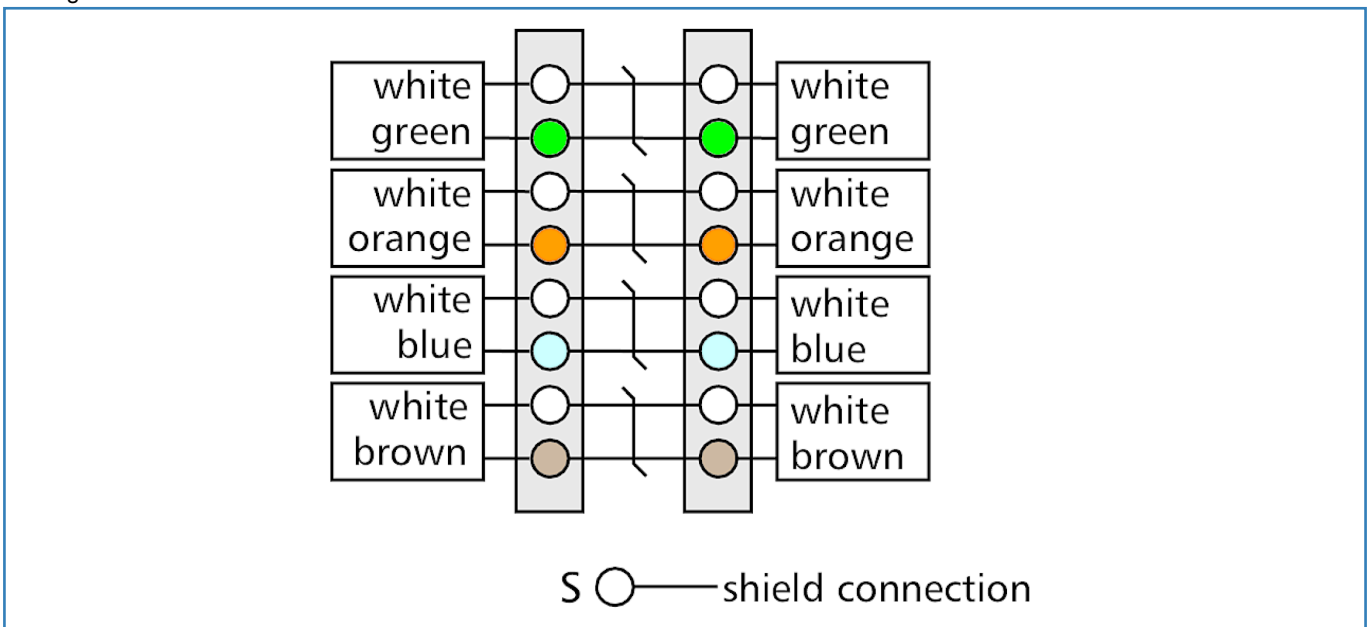 white white
green green
white white
orange orange
white white
blue blue
white white
brown brown
S shield connection